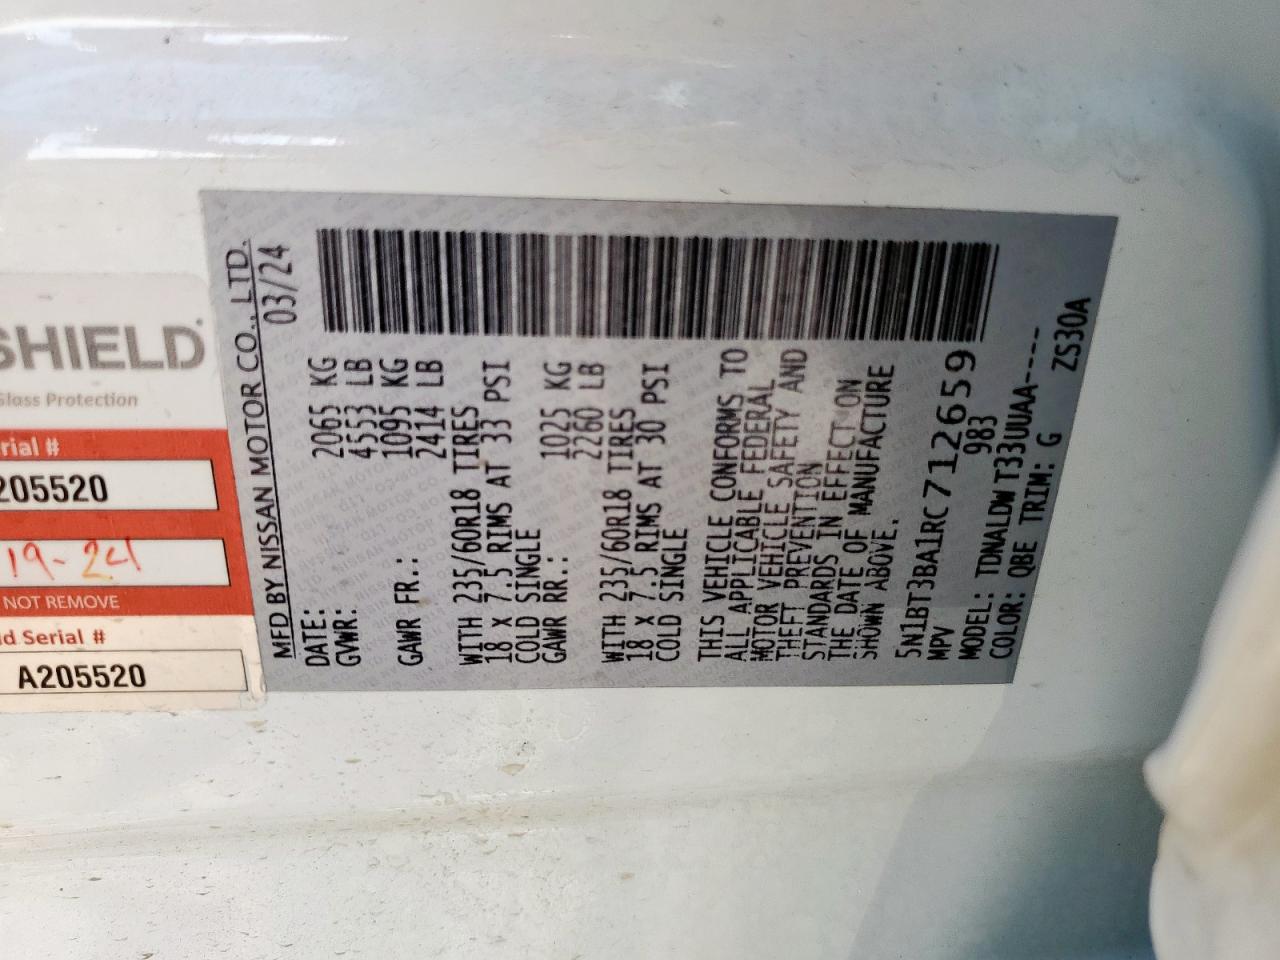 SHIELD
Glass Protection
rial #
205520
19-24
NOT REMOVE
d Serial #
A205520
MFD BY NISSAN MOTOR CO., LTD.
DATE: 03/24
GVWR: 2065 KG
4553 LB
GAWR FR.: 1095 KG
2414 LB
WITH 235/60R18 TIRES
18 x 7.5 RIMS AT 33 PSI
COLD SINGLE
GAWR RR.: 1025 KG
2260 LB
WITH 235/60R18 TIRES
18 x 7.5 RIMS AT 30 PSI
COLD SINGLE
THIS VEHICLE CONFORMS TO
ALL APPLICABLE FEDERAL
MOTOR VEHICLE SAFETY AND
THEFT PREVENTION
STANDARDS IN EFFECT ON
THE DATE OF MANUFACTURE
SHOWN ABOVE.
5N1BT3BA1RC712659
MPV 983
MODEL: TDNALDW T33UUAA-----
COLOR: QBE TRIM: G ZS30A